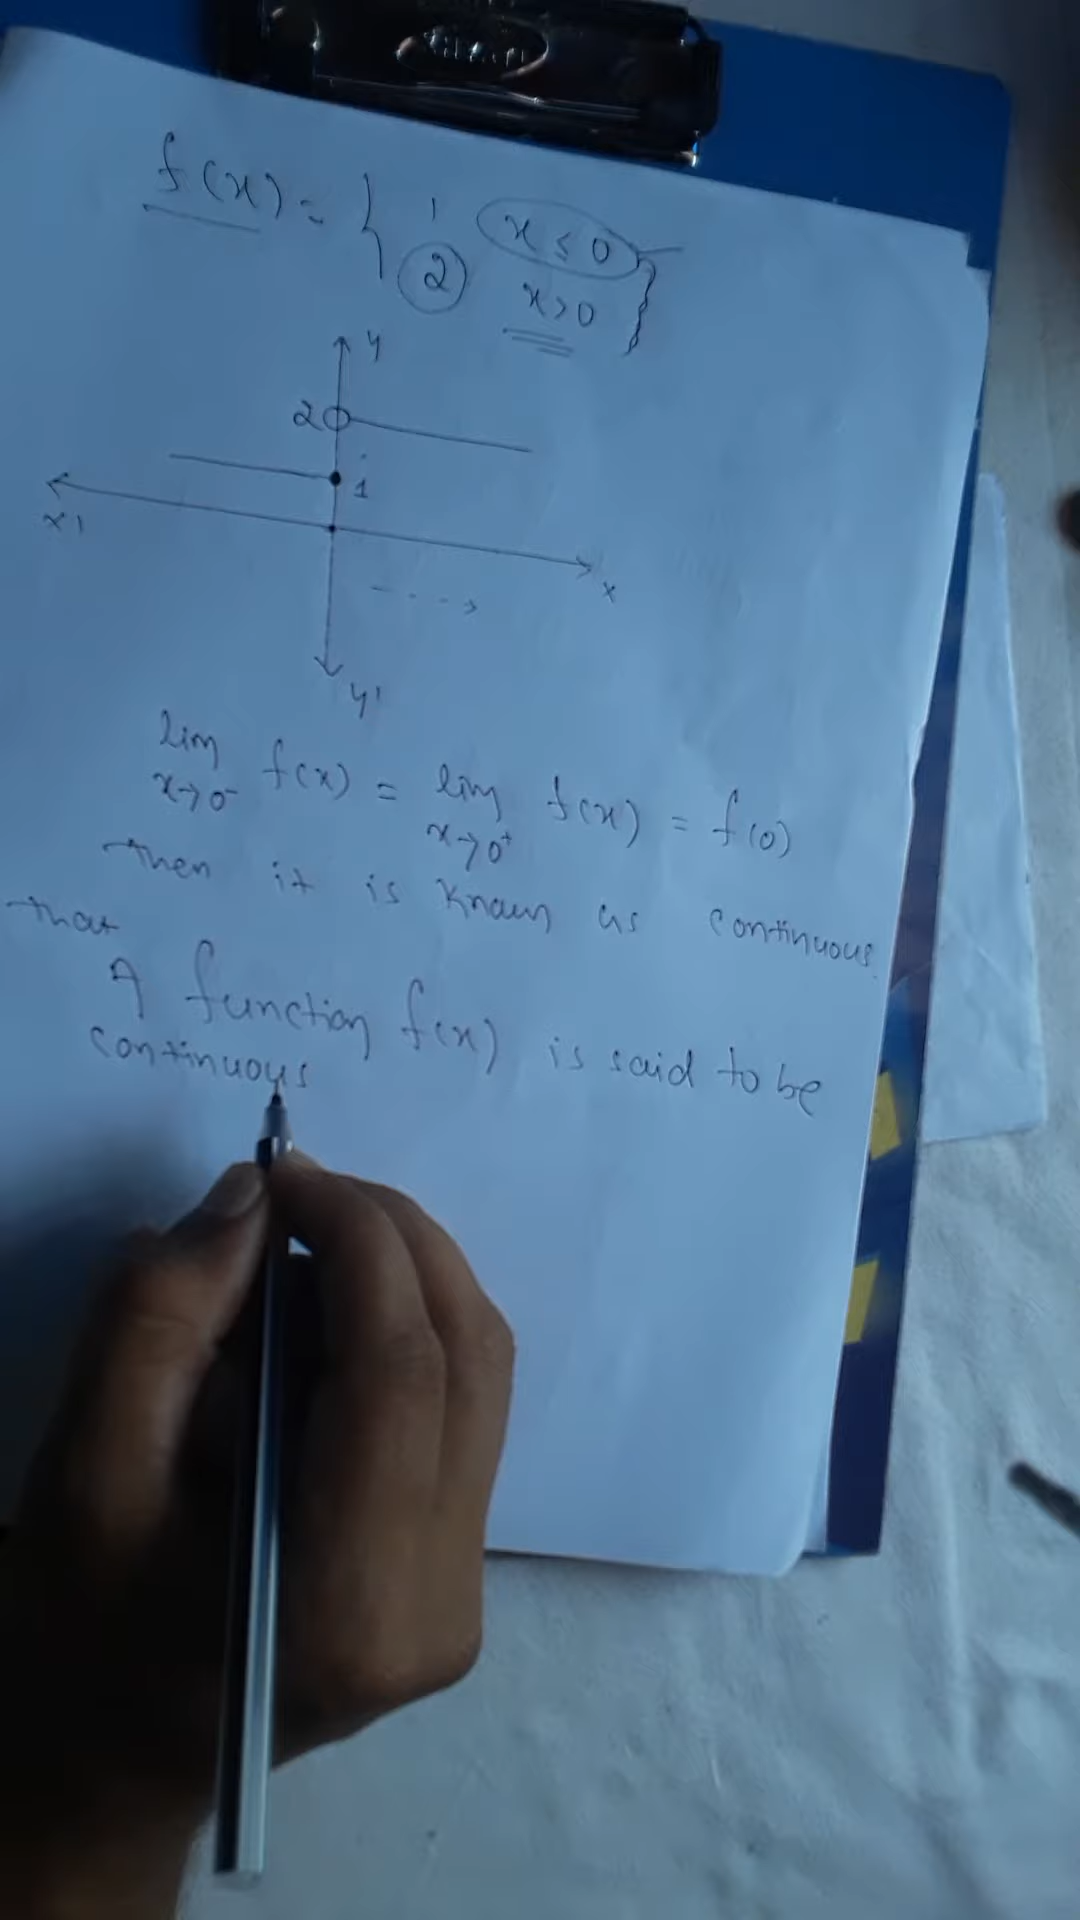 f(x) = { 1 x ≤ 0
2 x > 0 }
y
2
1
x'
x
y'
lim x→0⁻ f(x) = lim x→0⁺ f(x) = f(0)
then it is known as continuous.
that
A function f(x) is said to be
continuous